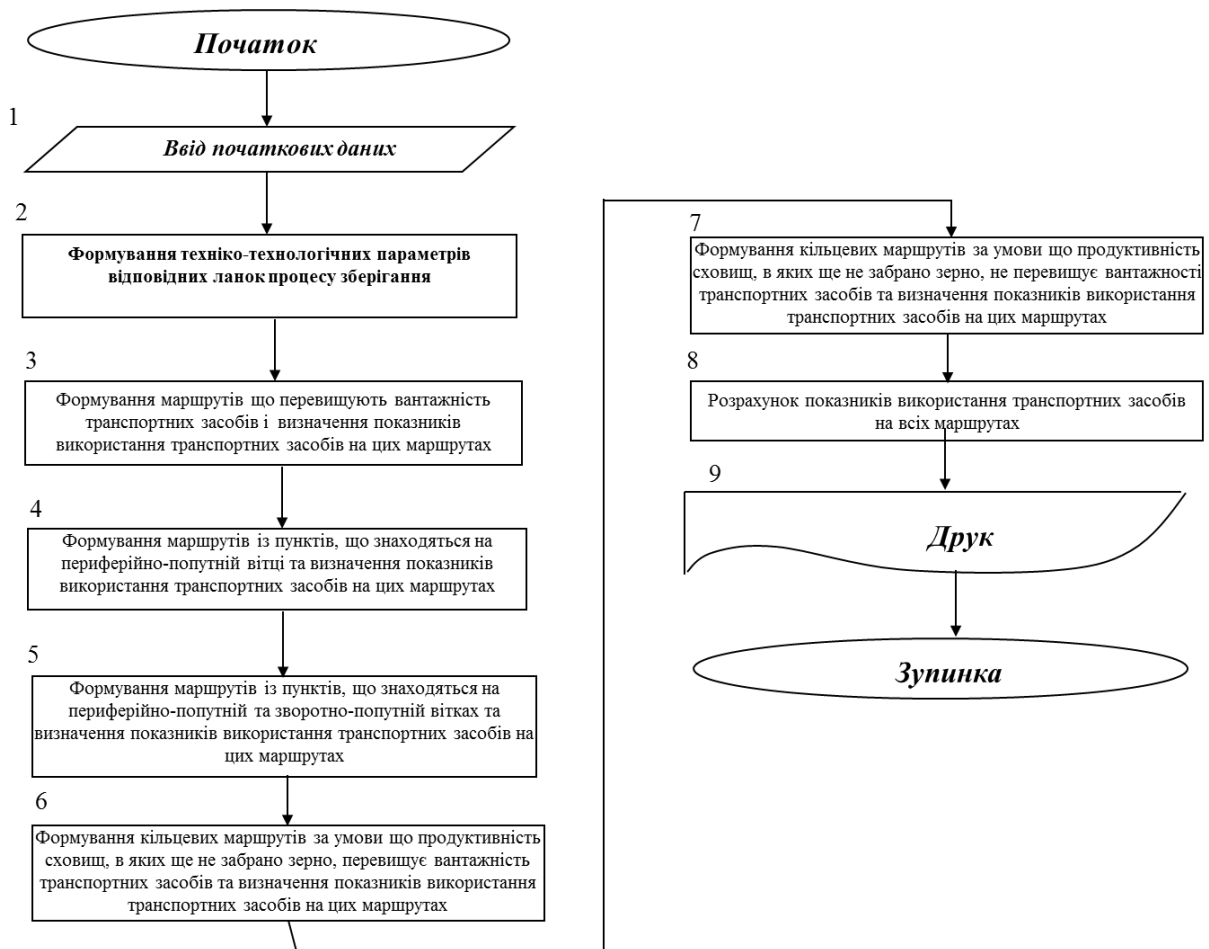 Початок
1
Ввід початкових даних
2
Формування техніко-технологічних параметрів
відповідних ланок процесу зберігання
3
Формування маршрутів що перевищують вантажність
транспортних засобів і визначення показників
використання транспортних засобів на цих маршрутах
4
Формування маршрутів із пунктів, що знаходяться на
периферійно-попутній вітці та визначення показників
використання транспортних засобів на цих маршрутах
5
Формування маршрутів із пунктів, що знаходяться на
периферійно-попутній та зворотно-попутній вітках та
визначення показників використання транспортних засобів на
цих маршрутах
6
Формування кільцевих маршрутів за умови що продуктивність
сховищ, в яких ще не забрано зерно, перевищує вантажність
транспортних засобів та визначення показників використання
транспортних засобів на цих маршрутах
7
Формування кільцевих маршрутів за умови що продуктивність
сховищ, в яких ще не забрано зерно, не перевищує вантажності
транспортних засобів та визначення показників використання
транспортних засобів на цих маршрутах
8
Розрахунок показників використання транспортних засобів
на всіх маршрутах
9
Друк
Зупинка